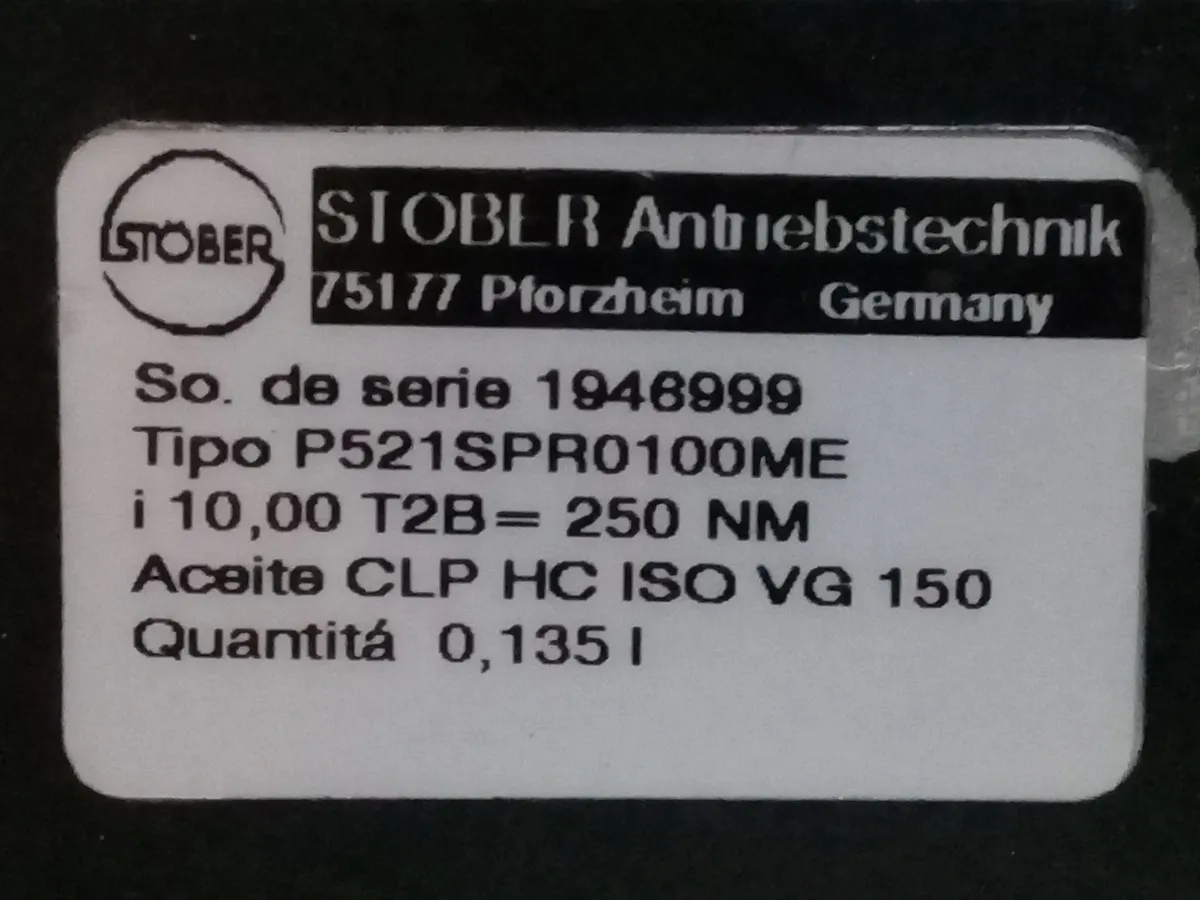 STÖBER
STOBER Antriebstechnik
75177 Pforzheim Germany
So. de serie 1946999
Tipo P521SPR0100ME
i 10,00 T2B= 250 NM
Aceite CLP HC ISO VG 150
Quantitá 0,135 l